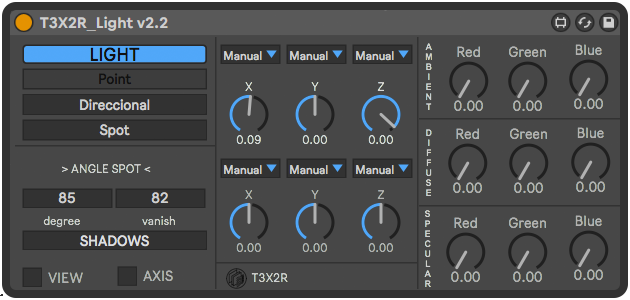 T3X2R_Light v2.2
LIGHT
Point
Direccional
Spot
> ANGLE SPOT <
85 82
degree vanish
SHADOWS
VIEW AXIS
Manual Manual Manual
X Y Z
0.09 0.00 0.00
Manual Manual Manual
X Y Z
0.00 0.00 0.00
T3X2R
AMBIENT
Red Green Blue
0.00 0.00 0.00
DIFFUSE
Red Green Blue
0.00 0.00 0.00
SPECULAR
Red Green Blue
0.00 0.00 0.00